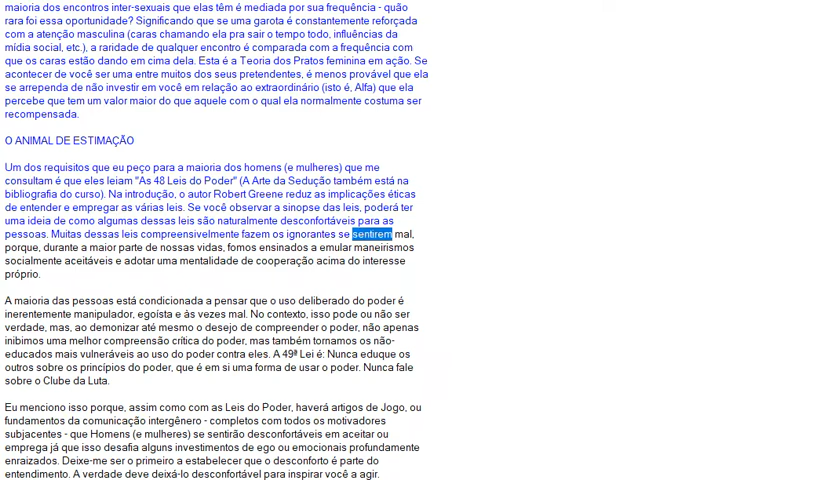 maioria dos encontros inter-sexuais que elas têm é mediada por sua frequência - quão
rara foi essa oportunidade? Significando que se uma garota é constantemente reforçada
com a atenção masculina (caras chamando ela pra sair o tempo todo, influências da
mídia social, etc.), a raridade de qualquer encontro é comparada com a frequência com
que os caras estão dando em cima dela. Esta é a Teoria dos Pratos feminina em ação. Se
acontecer de você ser uma entre muitos dos seus pretendentes, é menos provável que ela
se arrependa de não investir em você em relação ao extraordinário (isto é, Alfa) que ela
percebe que tem um valor maior do que aquele com o qual ela normalmente costuma ser
recompensada.
O ANIMAL DE ESTIMAÇÃO
Um dos requisitos que eu peço para a maioria dos homens (e mulheres) que me
consultam é que eles leiam "As 48 Leis do Poder" (A Arte da Sedução também está na
bibliografia do curso). Na introdução, o autor Robert Greene reduz as implicações éticas
de entender e empregar as várias leis. Se você observar a sinopse das leis, poderá ter
uma ideia de como algumas dessas leis são naturalmente desconfortáveis para as
pessoas. Muitas dessas leis compreensivelmente fazem os ignorantes se sentirem mal,
porque, durante a maior parte de nossas vidas, fomos ensinados a emular maneirismos
socialmente aceitáveis e adotar uma mentalidade de cooperação acima do interesse
próprio.
A maioria das pessoas está condicionada a pensar que o uso deliberado do poder é
inerentemente manipulador, egoísta e às vezes mal. No contexto, isso pode ou não ser
verdade, mas, ao demonizar até mesmo o desejo de compreender o poder, não apenas
inibimos uma melhor compreensão crítica do poder, mas também tornamos os não-
educados mais vulneráveis ao uso do poder contra eles. A 49ª Lei é: Nunca eduque os
outros sobre os princípios do poder, que é em si uma forma de usar o poder. Nunca fale
sobre o Clube da Luta.
Eu menciono isso porque, assim como com as Leis do Poder, haverá artigos de Jogo, ou
fundamentos da comunicação intergênero - completos com todos os motivadores
subjacentes - que Homens (e mulheres) se sentirão desconfortáveis em aceitar ou
emprega já que isso desafia alguns investimentos de ego ou emocionais profundamente
enraizados. Deixe-me ser o primeiro a estabelecer que o desconforto é parte do
entendimento. A verdade deve deixá-lo desconfortável para inspirar você a agir.